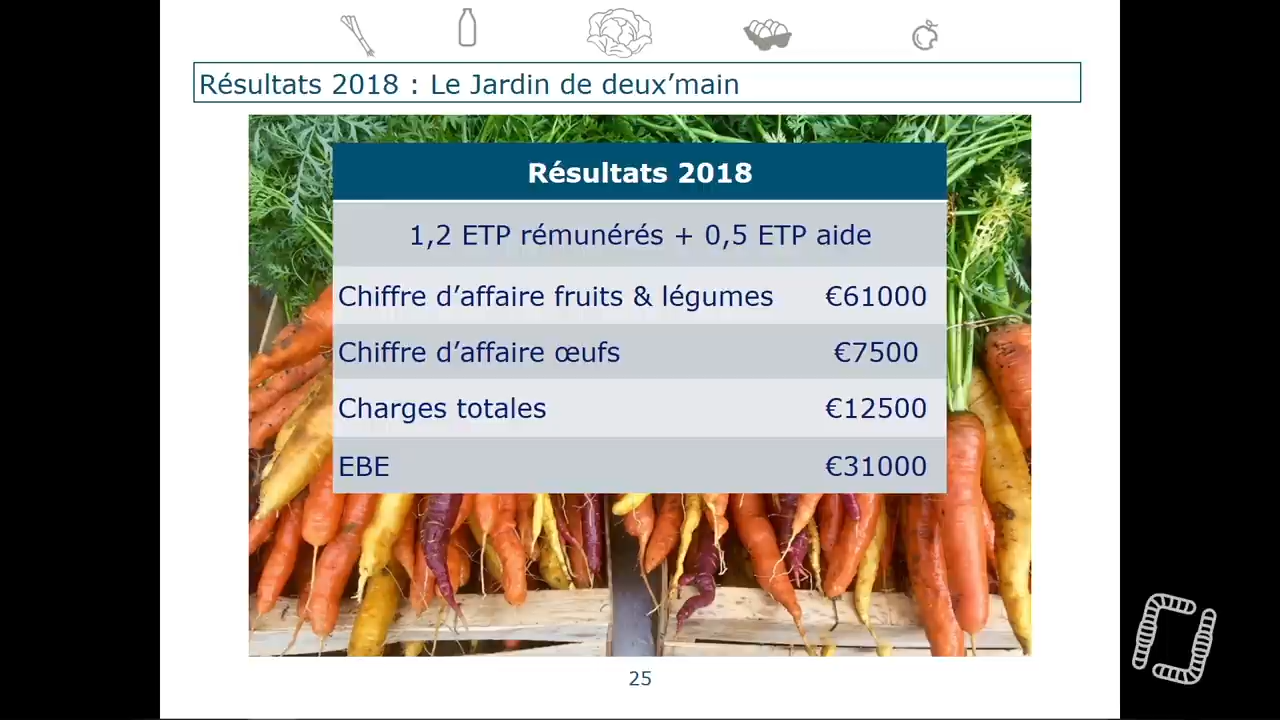 Résultats 2018 : Le Jardin de deux’main
Résultats 2018
1,2 ETP rémunérés + 0,5 ETP aide
Chiffre d’affaire fruits & légumes €61000
Chiffre d’affaire œufs €7500
Charges totales €12500
EBE €31000
25